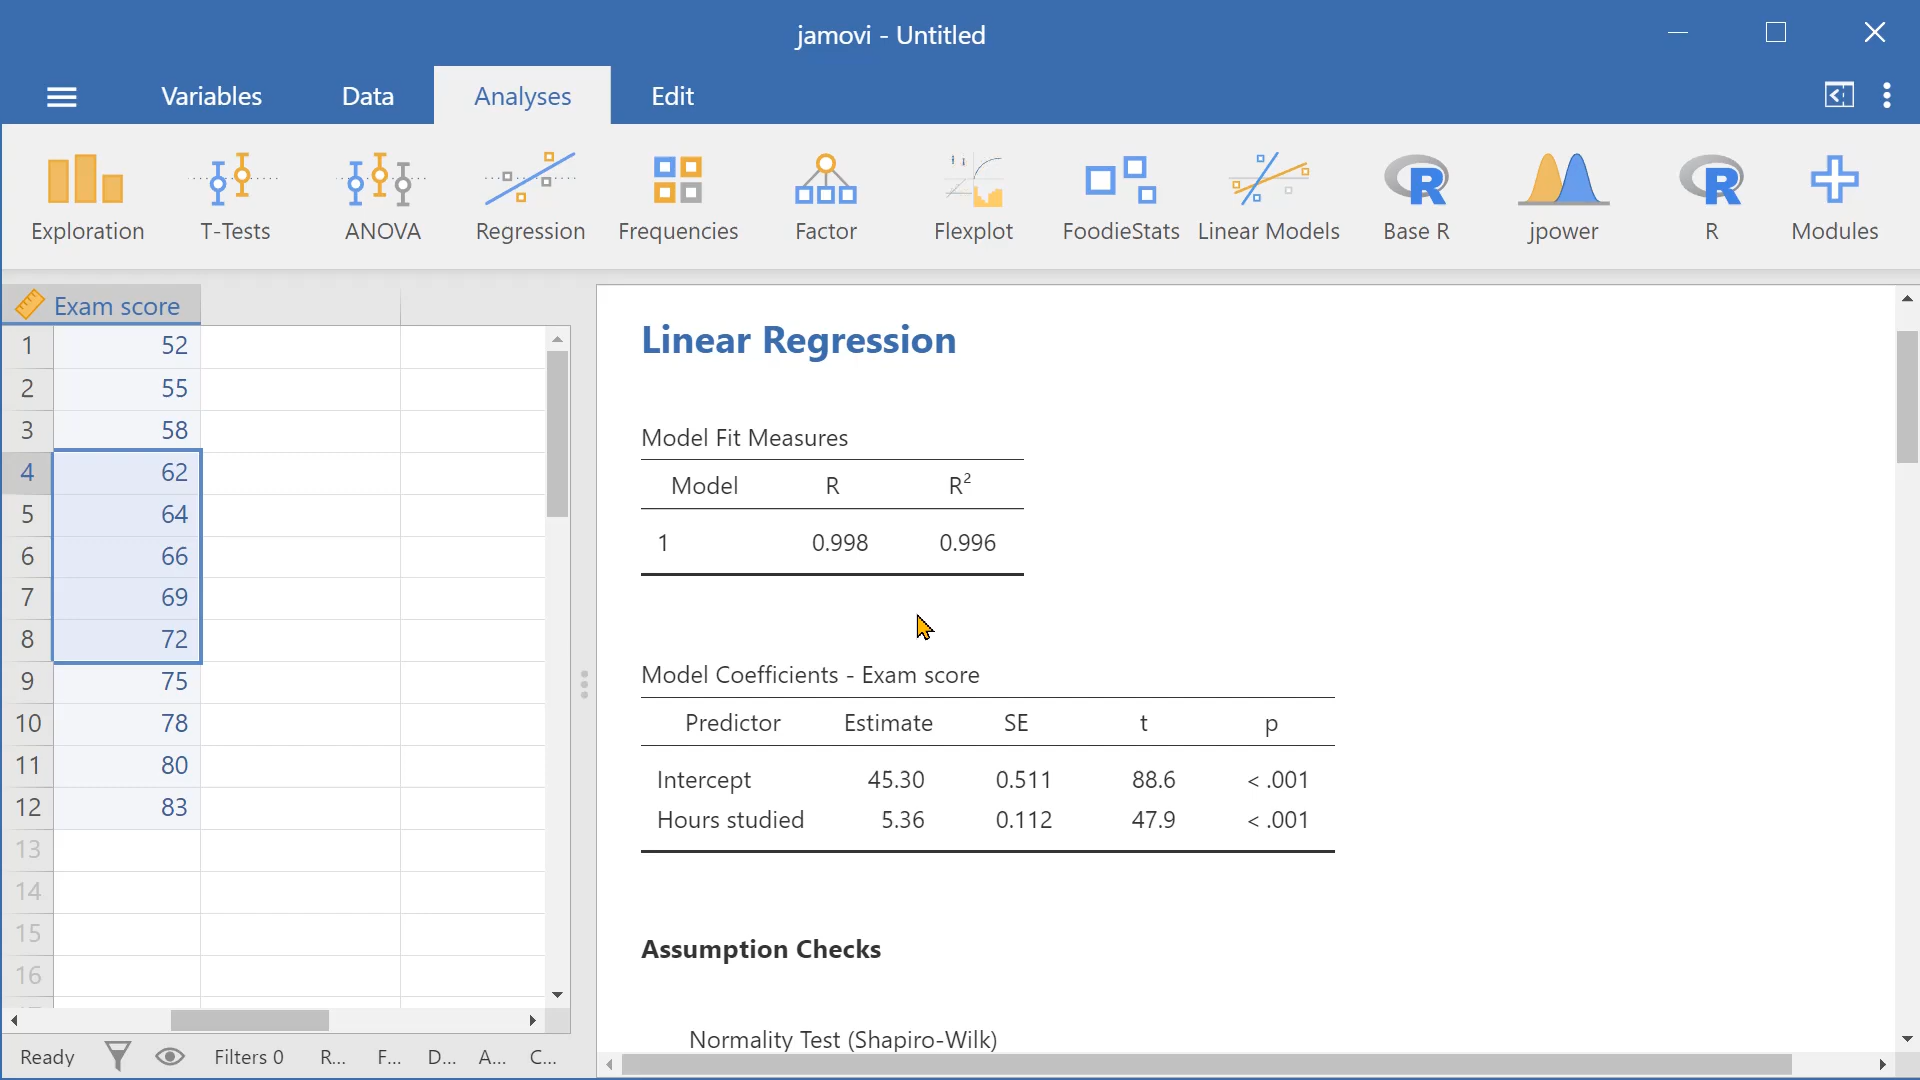 jamovi - Untitled
Variables Data Analyses Edit
Exploration T-Tests ANOVA Regression Frequencies Factor Flexplot FoodieStats Linear Models Base R jpower R Modules
Exam score
1 52
2 55
3 58
4 62
5 64
6 66
7 69
8 72
9 75
10 78
11 80
12 83
13
14
15
16
Ready Filters 0 R... F... D... A... C...
Linear Regression
Model Fit Measures
Model R R²
1 0.998 0.996
Model Coefficients - Exam score
Predictor Estimate SE t p
Intercept 45.30 0.511 88.6 < .001
Hours studied 5.36 0.112 47.9 < .001
Assumption Checks
Normality Test (Shapiro-Wilk)